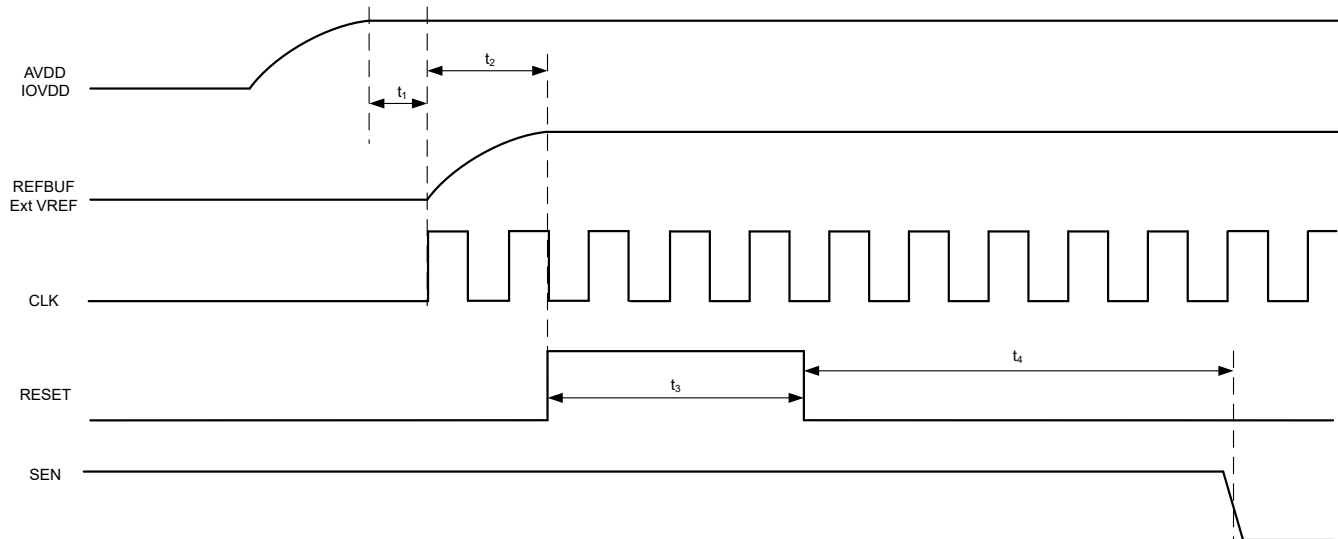 AVDD
IOVDD
t₁
t₂
REFBUF
Ext VREF
CLK
RESET
t₃
t₄
SEN